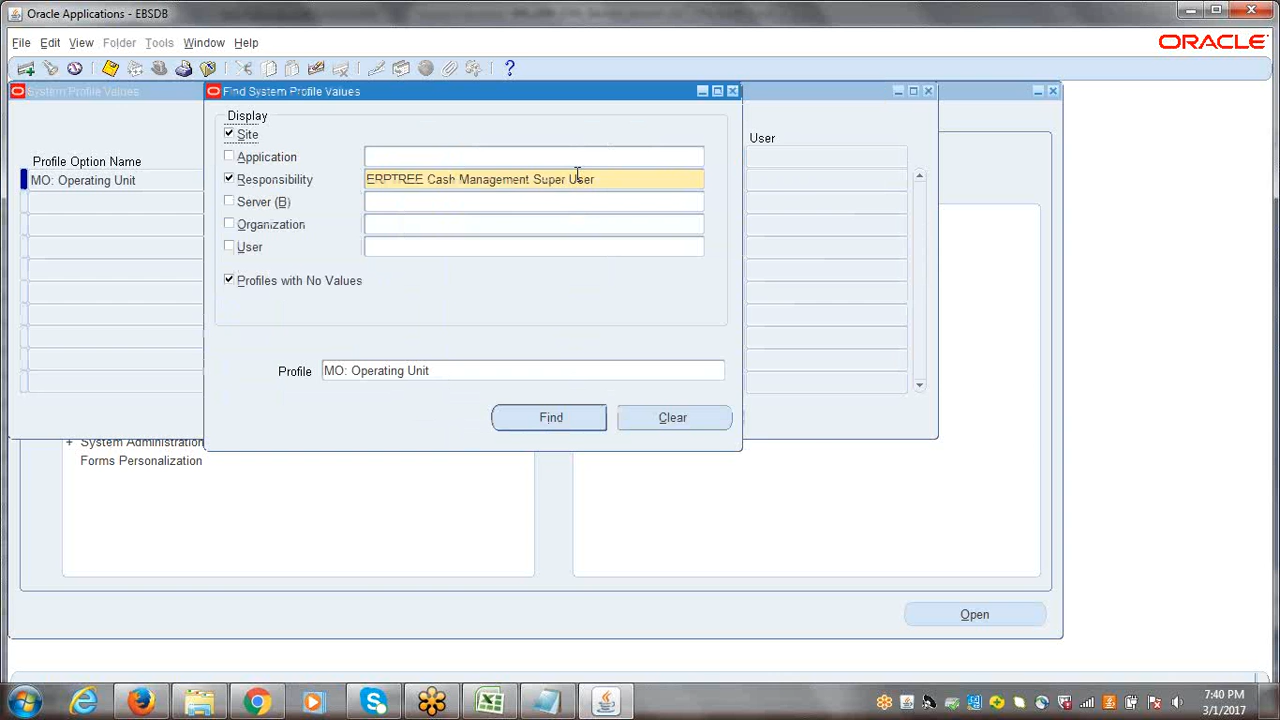 Oracle Applications - EBSDB
File Edit View Folder Tools Window Help
ORACLE
System Profile Values
Find System Profile Values
Display
Site
User
Profile Option Name
Application
MO: Operating Unit
Responsibility ERPTREE Cash Management Super User
Server (B)
Organization
User
Profiles with No Values
Profile MO: Operating Unit
Find Clear
+ System Administration
Forms Personalization
Open
7:40 PM
3/1/2017